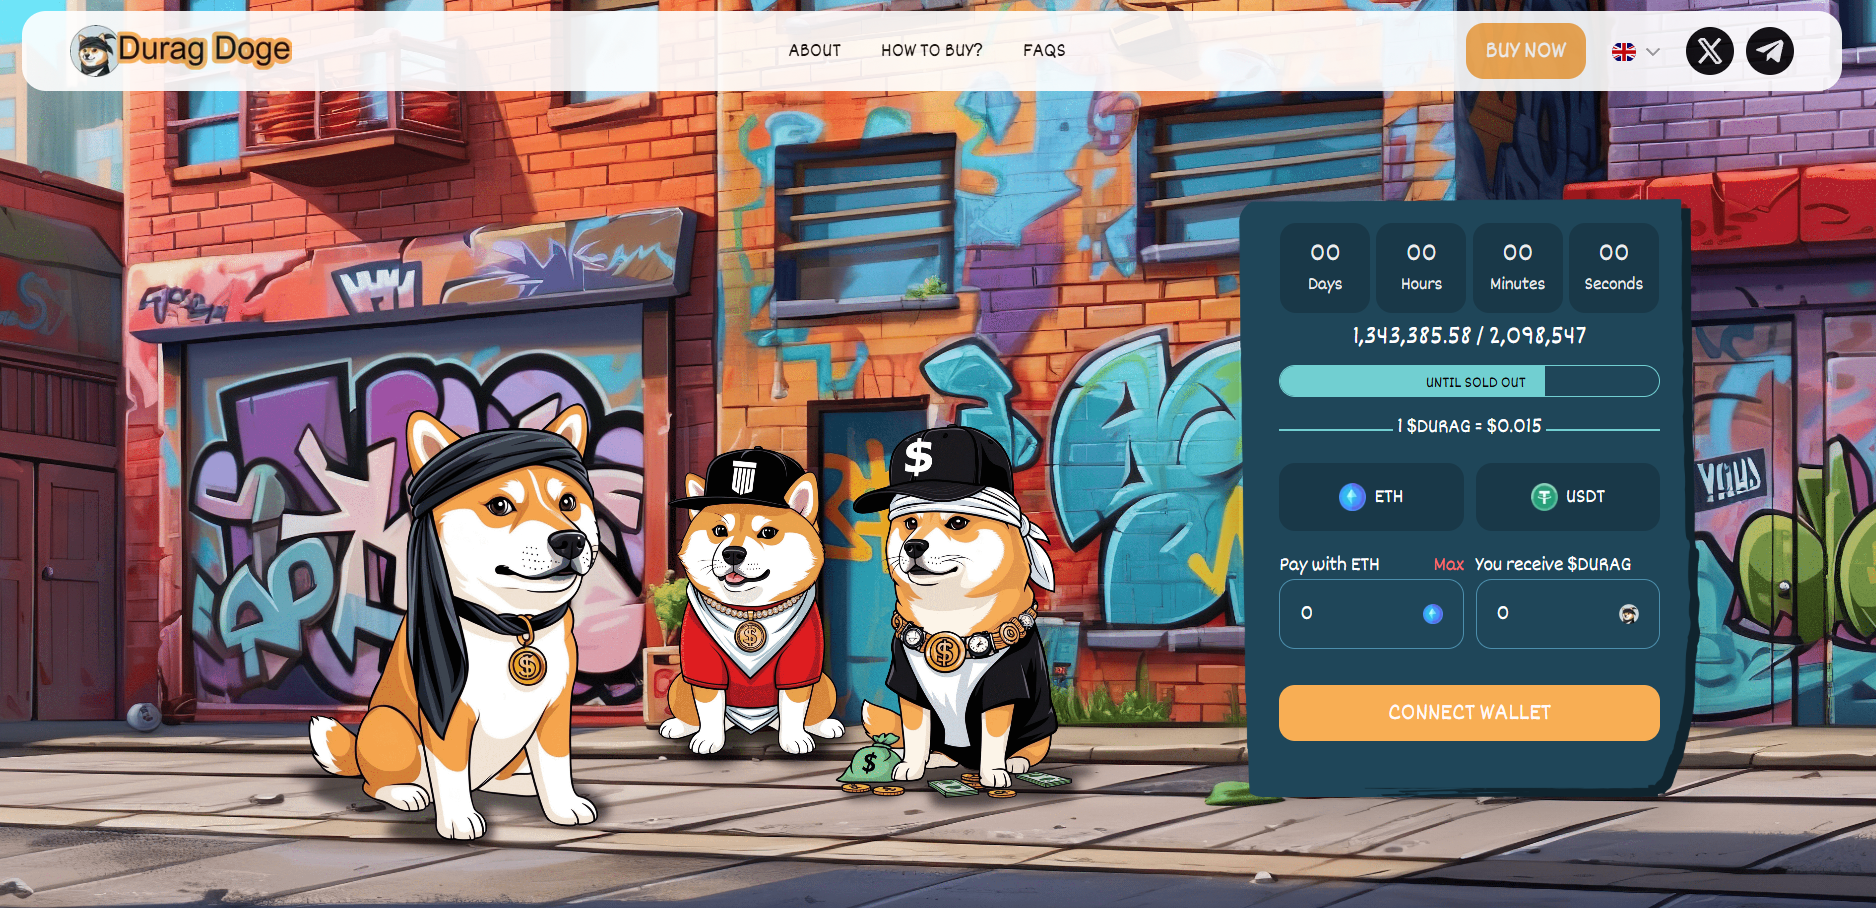 Durag Doge
ABOUT
HOW TO BUY?
FAQS
BUY NOW
00
00
00
00
Days
Hours
Minutes
Seconds
1,343,385.58 / 2,098,547
UNTIL SOLD OUT
1 $DURAG = $0.015
ETH
USDT
Pay with ETH
Max
You receive $DURAG
0
0
CONNECT WALLET
$
$
$
$
$